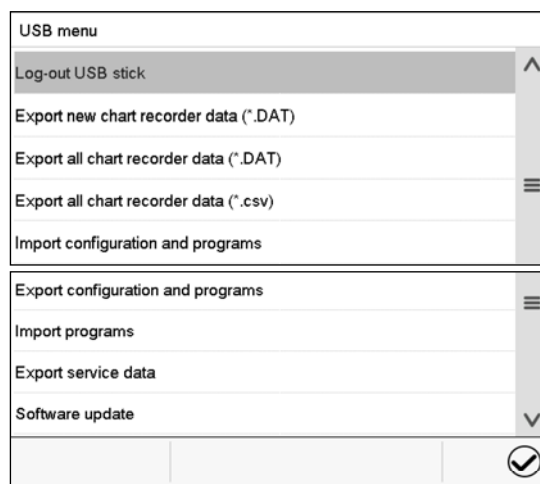 USB menu
Log-out USB stick
Export new chart recorder data (*.DAT)
Export all chart recorder data (*.DAT)
Export all chart recorder data (*.csv)
Import configuration and programs
Export configuration and programs
Import programs
Export service data
Software update